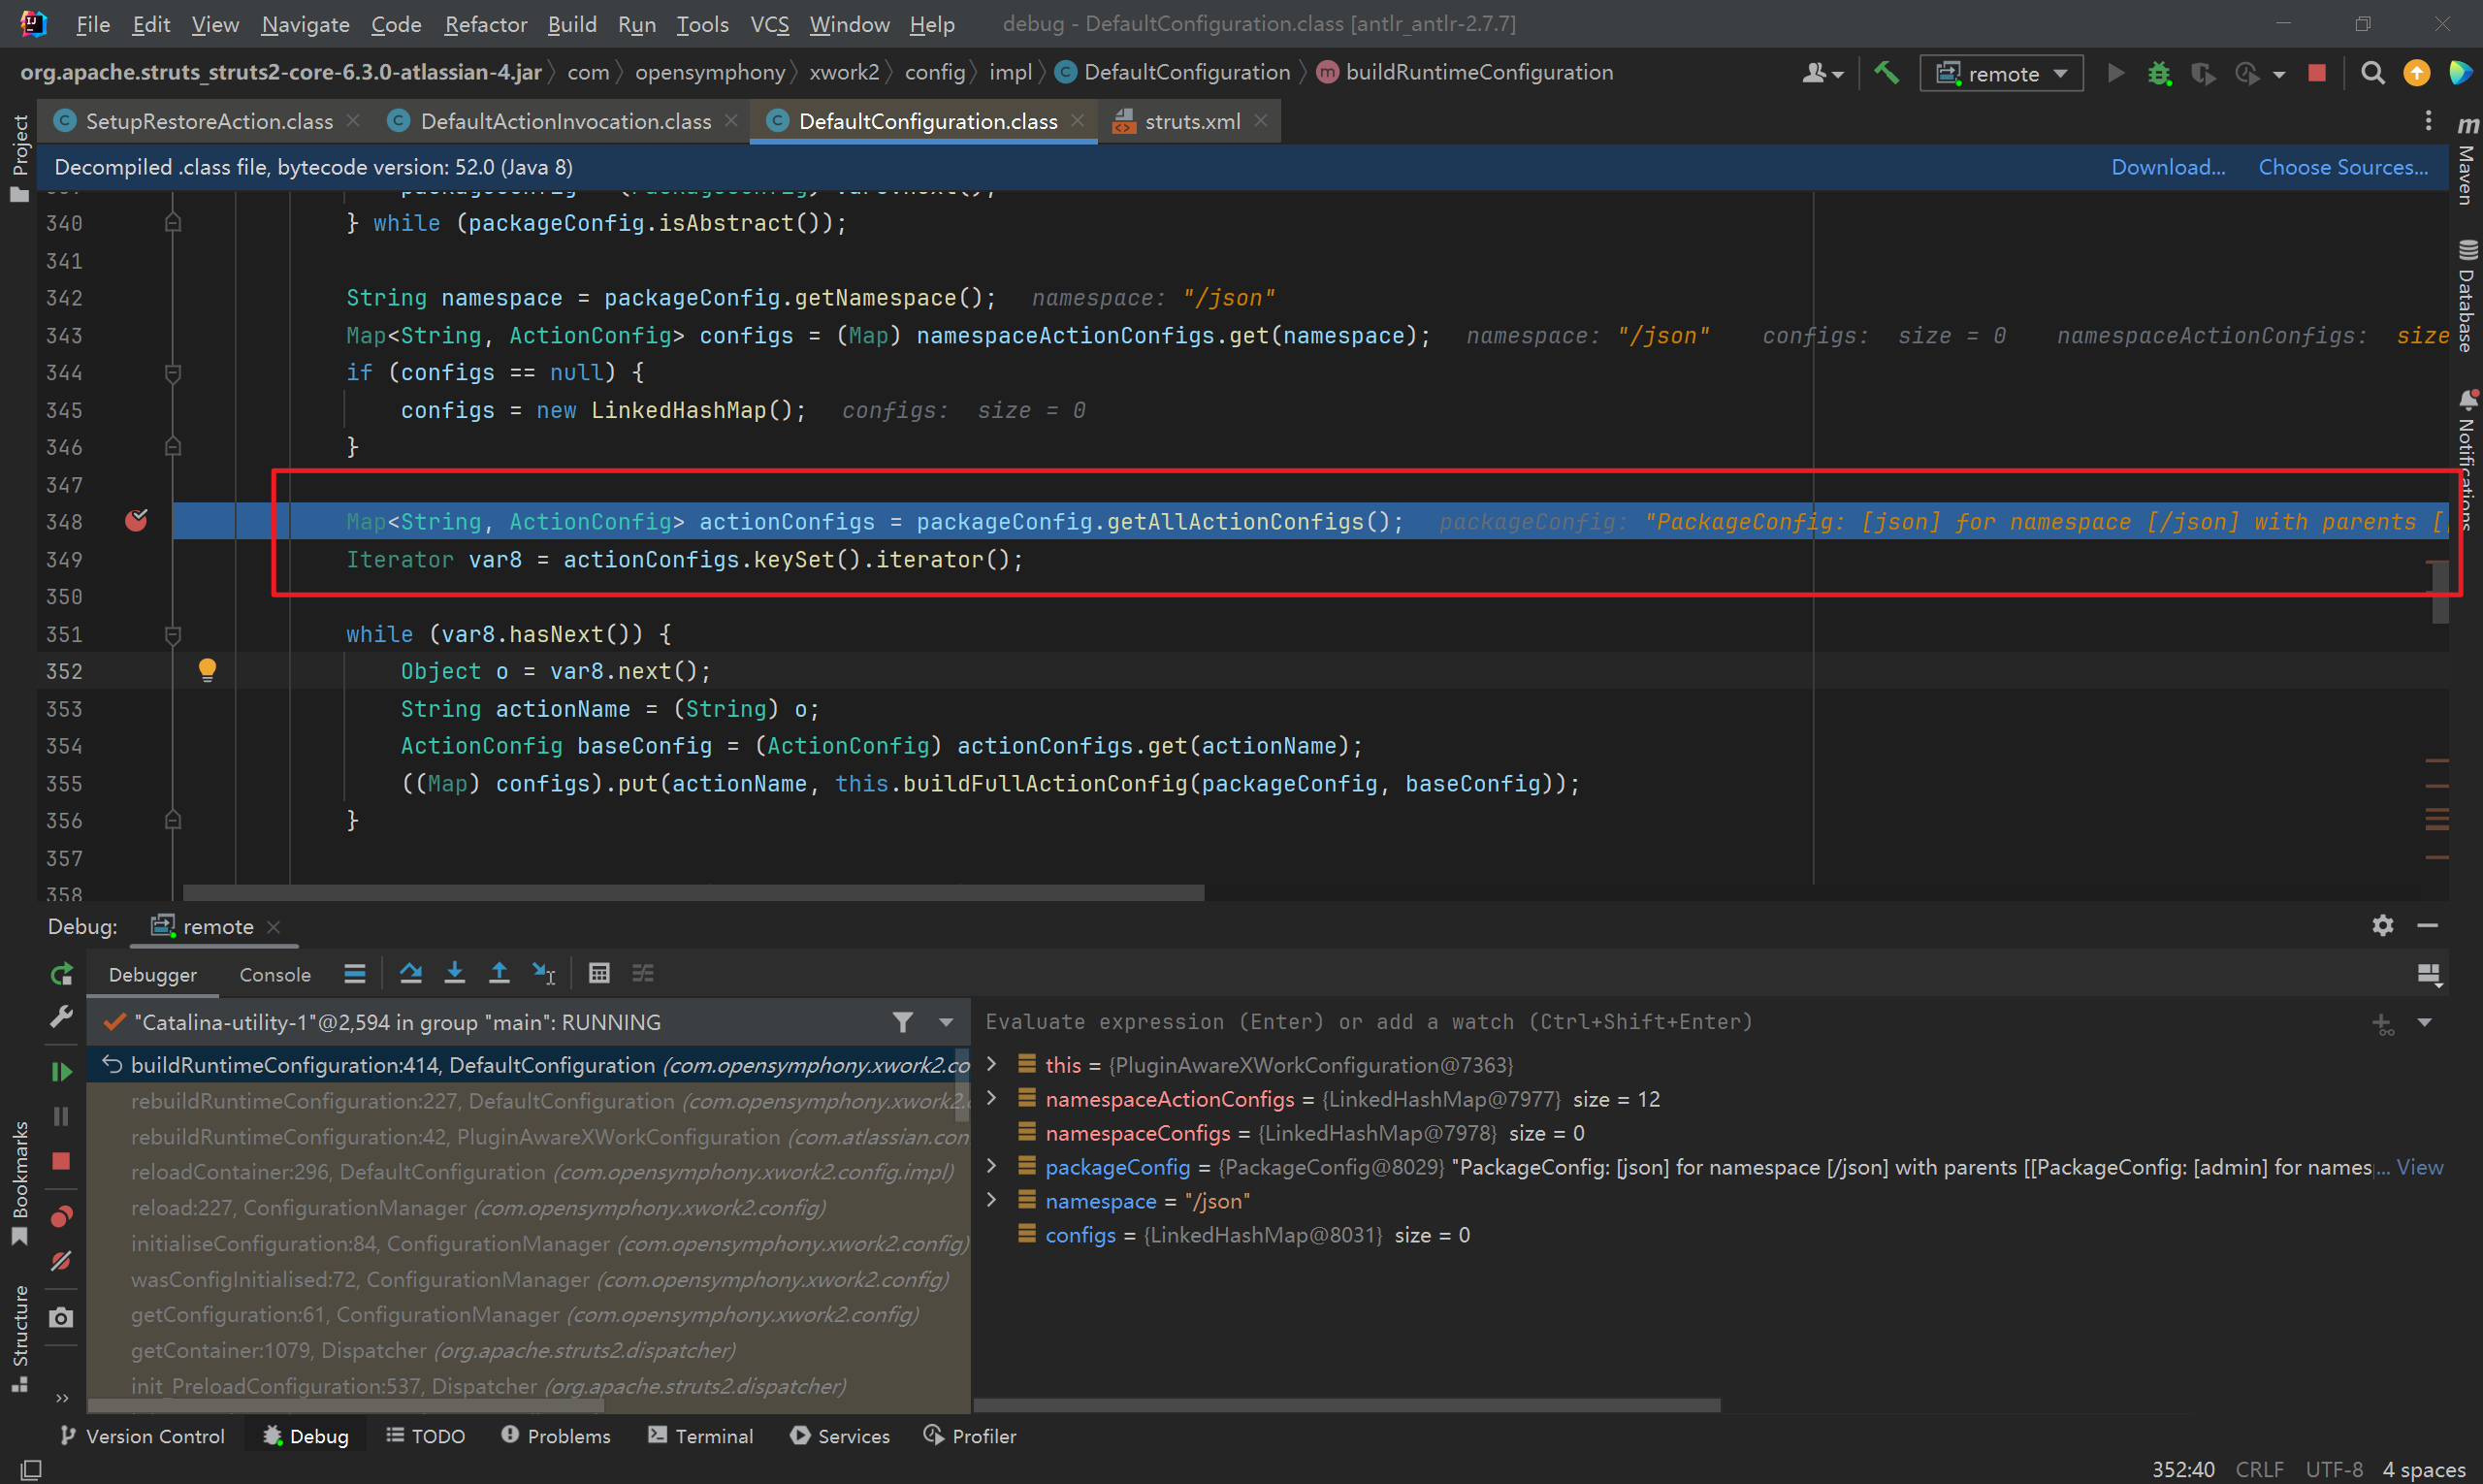 File Edit View Navigate Code Refactor Build Run Tools VCS Window Help debug - DefaultConfiguration.class [antlr_antlr-2.7.7]
org.apache.struts_struts2-core-6.3.0-atlassian-4.jar com opensymphony xwork2 config impl DefaultConfiguration buildRuntimeConfiguration remote
SetupRestoreAction.class DefaultActionInvocation.class DefaultConfiguration.class struts.xml
Decompiled .class file, bytecode version: 52.0 (Java 8) Download... Choose Sources...
Project
Maven
Database
Notifications
340 } while (packageConfig.isAbstract());
341
342 String namespace = packageConfig.getNamespace(); namespace: "/json"
343 Map<String, ActionConfig> configs = (Map) namespaceActionConfigs.get(namespace); namespace: "/json" configs: size = 0 namespaceActionConfigs: size
344 if (configs == null) {
345 configs = new LinkedHashMap(); configs: size = 0
346 }
347
348 Map<String, ActionConfig> actionConfigs = packageConfig.getAllActionConfigs(); packageConfig: "PackageConfig: [json] for namespace [/json] with parents [
349 Iterator var8 = actionConfigs.keySet().iterator();
350
351 while (var8.hasNext()) {
352 Object o = var8.next();
353 String actionName = (String) o;
354 ActionConfig baseConfig = (ActionConfig) actionConfigs.get(actionName);
355 ((Map) configs).put(actionName, this.buildFullActionConfig(packageConfig, baseConfig));
356 }
357
358
Debug: remote
Debugger Console
"Catalina-utility-1"@2,594 in group "main": RUNNING
buildRuntimeConfiguration:414, DefaultConfiguration (com.opensymphony.xwork2.co
rebuildRuntimeConfiguration:227, DefaultConfiguration (com.opensymphony.xwork2.
rebuildRuntimeConfiguration:42, PluginAwareXWorkConfiguration (com.atlassian.con
reloadContainer:296, DefaultConfiguration (com.opensymphony.xwork2.config.impl)
reload:227, ConfigurationManager (com.opensymphony.xwork2.config)
initialiseConfiguration:84, ConfigurationManager (com.opensymphony.xwork2.config)
wasConfigInitialised:72, ConfigurationManager (com.opensymphony.xwork2.config)
getConfiguration:61, ConfigurationManager (com.opensymphony.xwork2.config)
getContainer:1079, Dispatcher (org.apache.struts2.dispatcher)
init_PreloadConfiguration:537, Dispatcher (org.apache.struts2.dispatcher)
Evaluate expression (Enter) or add a watch (Ctrl+Shift+Enter)
this = {PluginAwareXWorkConfiguration@7363}
namespaceActionConfigs = {LinkedHashMap@7977} size = 12
namespaceConfigs = {LinkedHashMap@7978} size = 0
packageConfig = {PackageConfig@8029} "PackageConfig: [json] for namespace [/json] with parents [[PackageConfig: [admin] for names... View
namespace = "/json"
configs = {LinkedHashMap@8031} size = 0
Bookmarks
Structure
Version Control Debug TODO Problems Terminal Services Profiler
352:40 CRLF UTF-8 4 spaces